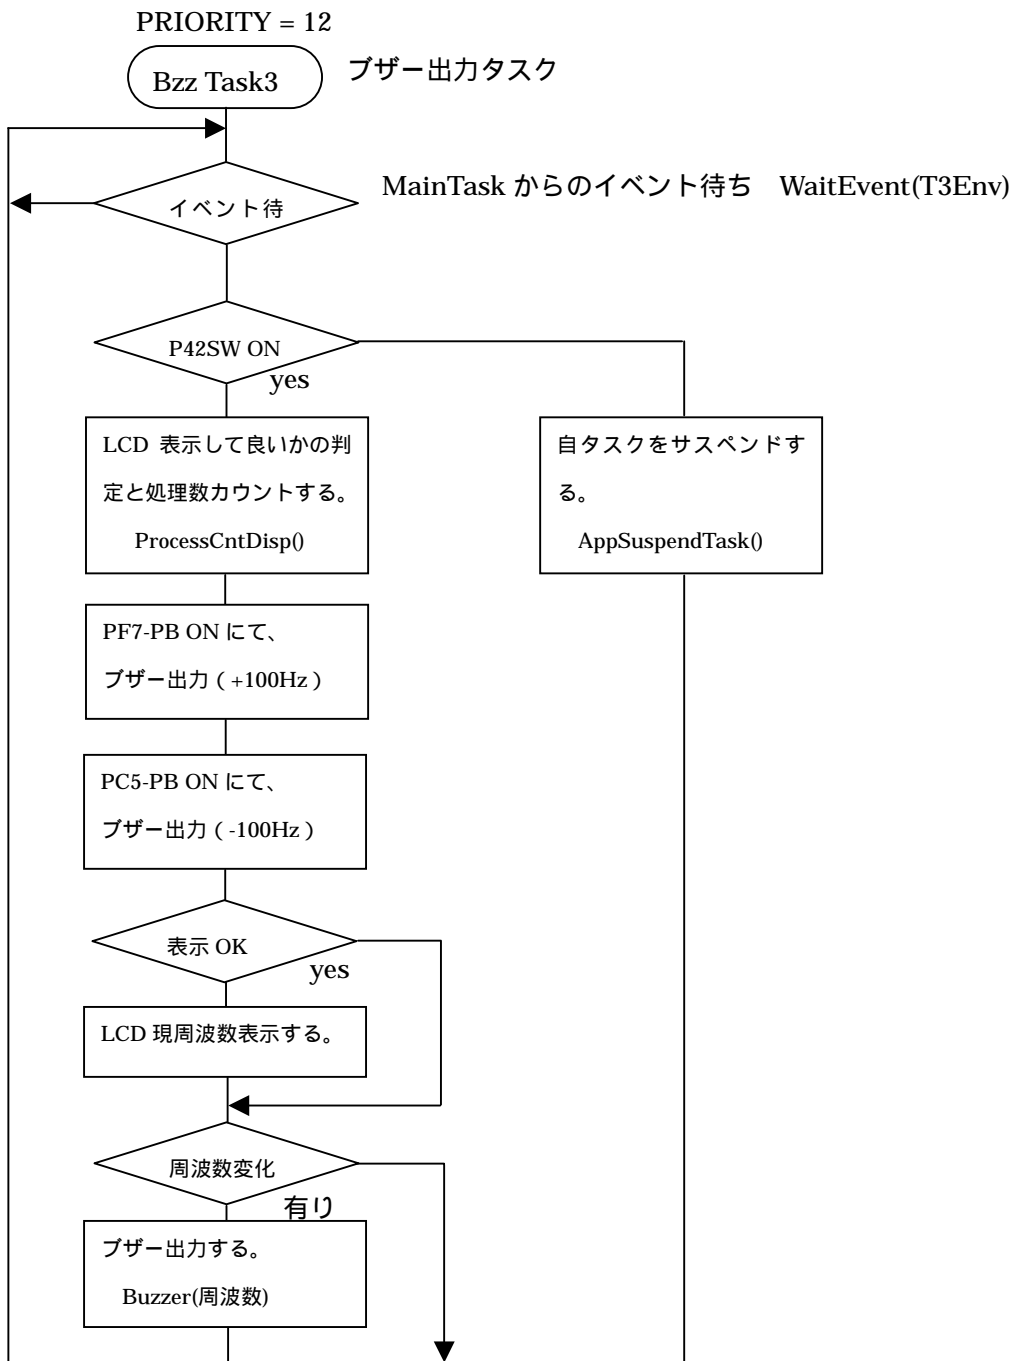 PRIORITY = 12
Bzz Task3
ブザー出力タスク
MainTask からのイベント待ち　WaitEvent(T3Env)
イベント待
P42SW ON
yes
LCD 表示して良いかの判
定と処理数カウントする。
ProcessCntDisp()
自タスクをサスペンドす
る。
AppSuspendTask()
PF7-PB ON にて、
ブザー出力（+100Hz）
PC5-PB ON にて、
ブザー出力（-100Hz）
表示 OK
yes
LCD 現周波数表示する。
周波数変化
有り
ブザー出力する。
Buzzer(周波数)